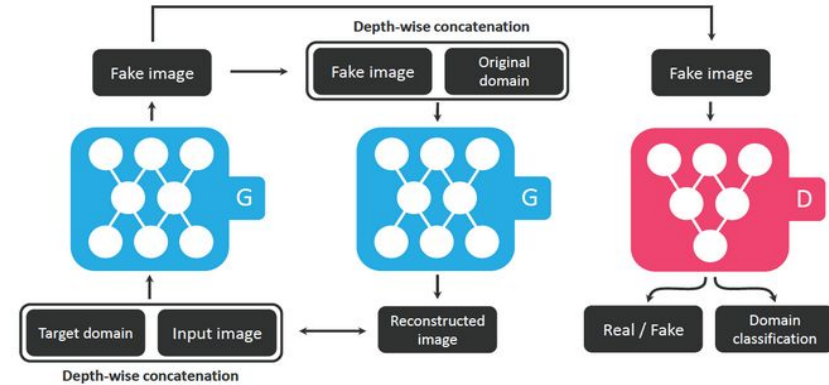 Depth-wise concatenation
Fake image
Fake image
Original
domain
Fake image
G
G
D
Target domain
Input image
Reconstructed
image
Real / Fake
Domain
classification
Depth-wise concatenation